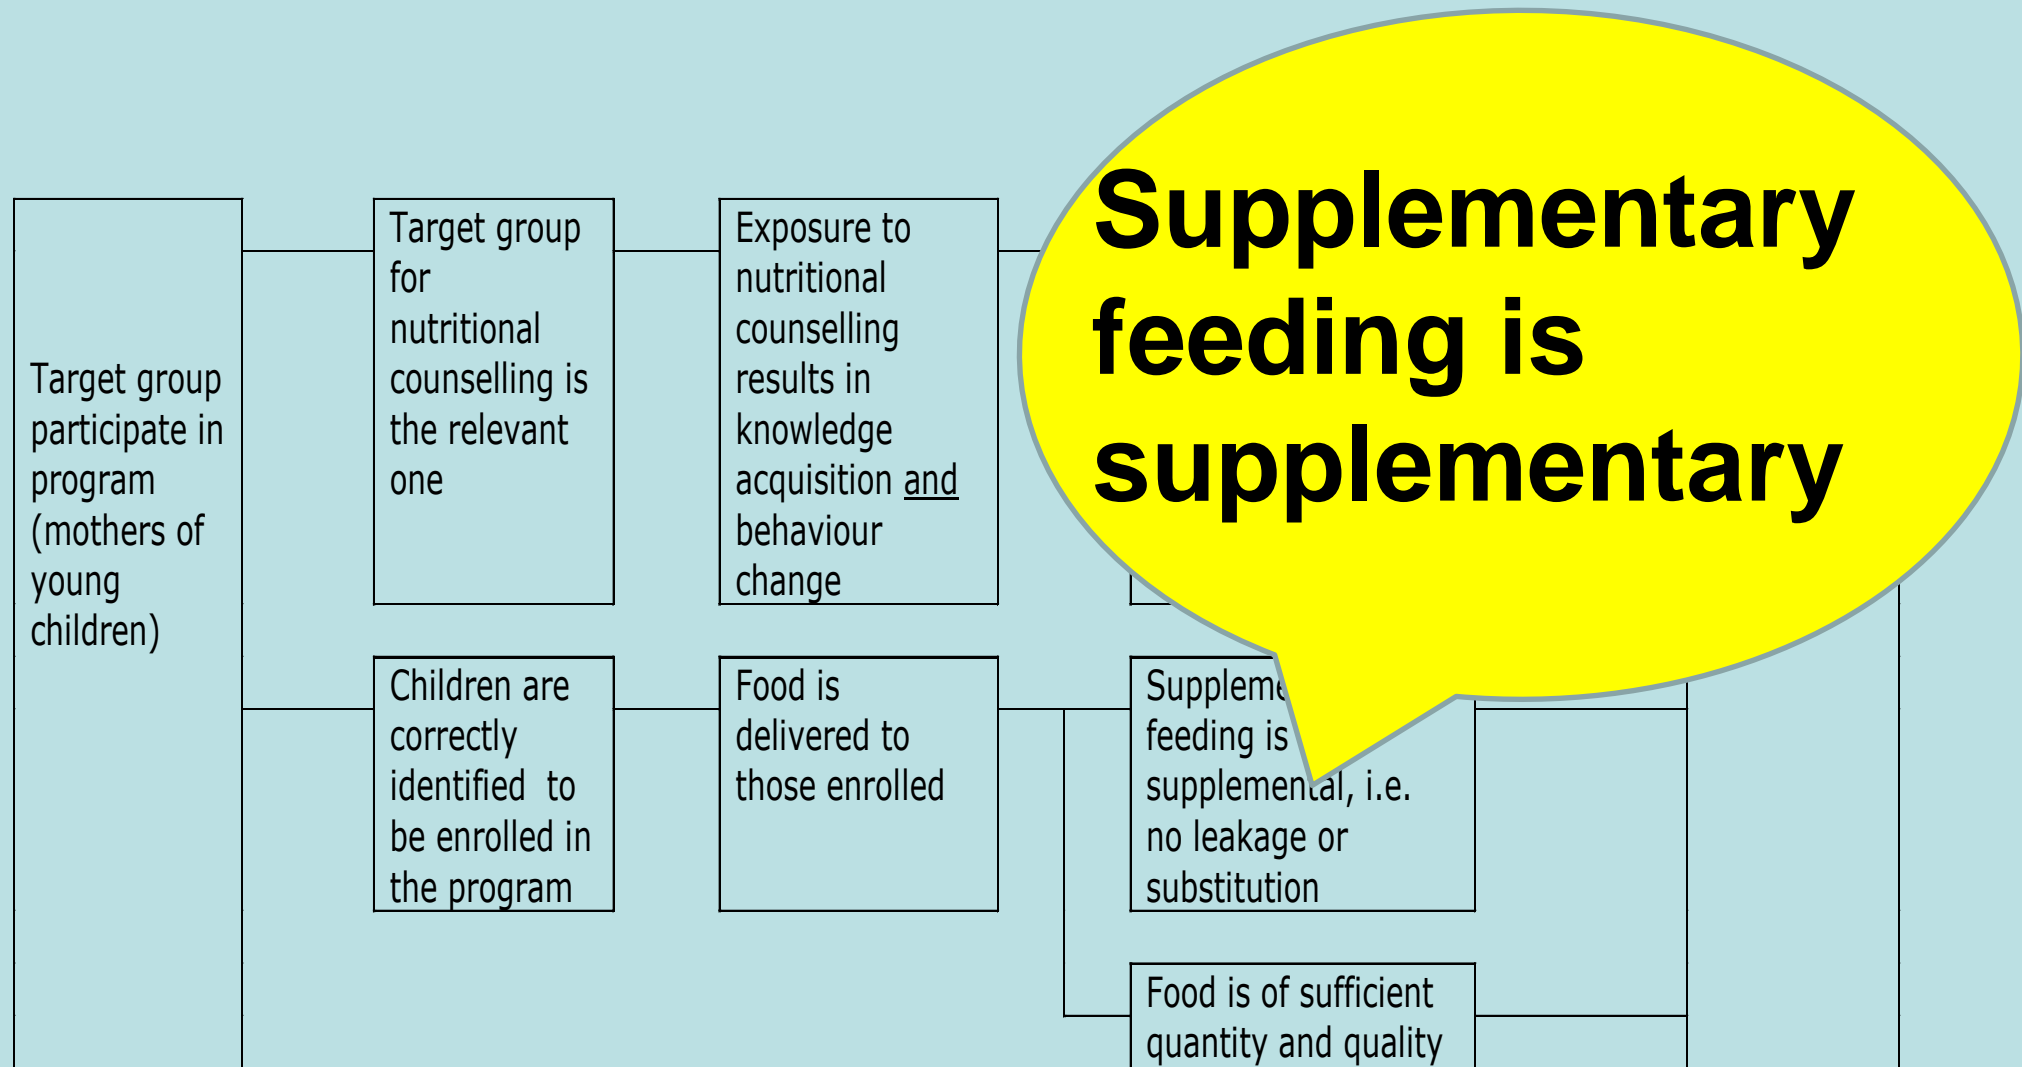 Target group
participate in
program
(mothers of
young
children)
Target group
for
nutritional
counselling is
the relevant
one
Exposure to
nutritional
counselling
results in
knowledge
acquisition and
behaviour
change
Supplementary
feeding is
supplementary
Children are
correctly
identified to
be enrolled in
the program
Food is
delivered to
those enrolled
feeding is
supplemental, i.e.
no leakage or
substitution
Food is of sufficient
quantity and quality